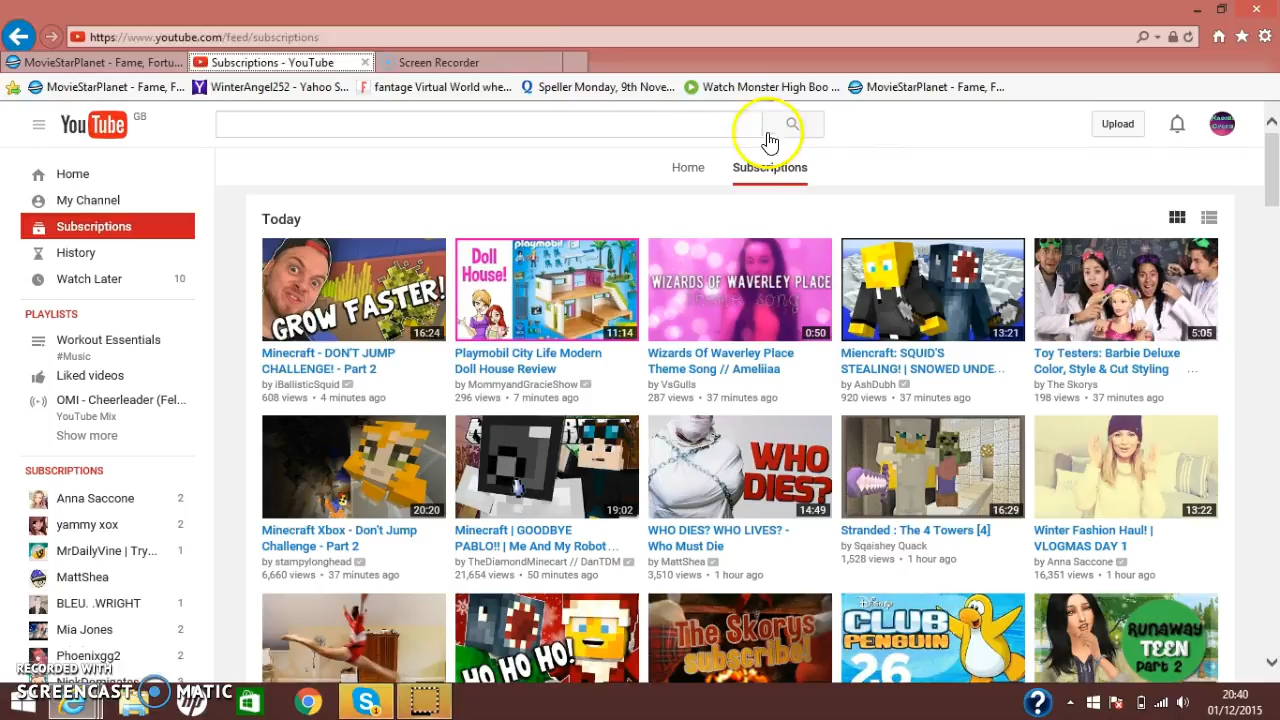 https://www.youtube.com/feed/subscriptions
MovieStarPlanet - Fame, Fortu...
Subscriptions - YouTube
Screen Recorder
MovieStarPlanet - Fame, F...
WinterAngel252 - Yahoo S...
fantage Virtual World whe...
Speller Monday, 9th Nove...
Watch Monster High Boo ...
MovieStarPlanet - Fame, F...
YouTube GB
Upload
Home
Subscriptions
Home
My Channel
Subscriptions
History
Watch Later 10
PLAYLISTS
Workout Essentials
#Music
Liked videos
OMI - Cheerleader (Fel...
YouTube Mix
Show more
SUBSCRIPTIONS
Anna Saccone 2
yammy xox 2
MrDailyVine | Try... 1
MattShea
BLEU. .WRIGHT 1
Mia Jones 2
Phoenixgg2 2
Today
GROW FASTER!
16:24
Minecraft - DON'T JUMP
CHALLENGE! - Part 2
by iBallisticSquid
608 views • 4 minutes ago
Doll
House!
playmobil
11:14
Playmobil City Life Modern
Doll House Review
by MommyandGracieShow
296 views • 7 minutes ago
WIZARDS OF WAVERLEY PLACE
theme song
0:50
Wizards Of Waverley Place
Theme Song // Ameliiaa
by VsGulls
287 views • 37 minutes ago
13:21
Miencraft: SQUID'S
STEALING! | SNOWED UNDE...
by AshDubh
920 views • 37 minutes ago
5:05
Toy Testers: Barbie Deluxe
Color, Style & Cut Styling ...
by The Skorys
198 views • 37 minutes ago
20:20
Minecraft Xbox - Don't Jump
Challenge - Part 2
by stampylonghead
6,660 views • 37 minutes ago
19:02
Minecraft | GOODBYE
PABLO!! | Me And My Robot ...
by TheDiamondMinecart // DanTDM
21,654 views • 50 minutes ago
WHO
DIES?
14:49
WHO DIES? WHO LIVES? -
Who Must Die
by MattShea
3,510 views • 1 hour ago
16:29
Stranded : The 4 Towers [4]
by Sqaishey Quack
1,528 views • 1 hour ago
13:22
Winter Fashion Haul! |
VLOGMAS DAY 1
by Anna Saccone
16,351 views • 1 hour ago
HO HO HO!
The Skorys
subscribo!
Disney
CLUB
PENGUIN
26
RUNAWAY
TEEN
Part 2
RECORDED WITH
SCREENCAST MATIC
20:40
01/12/2015